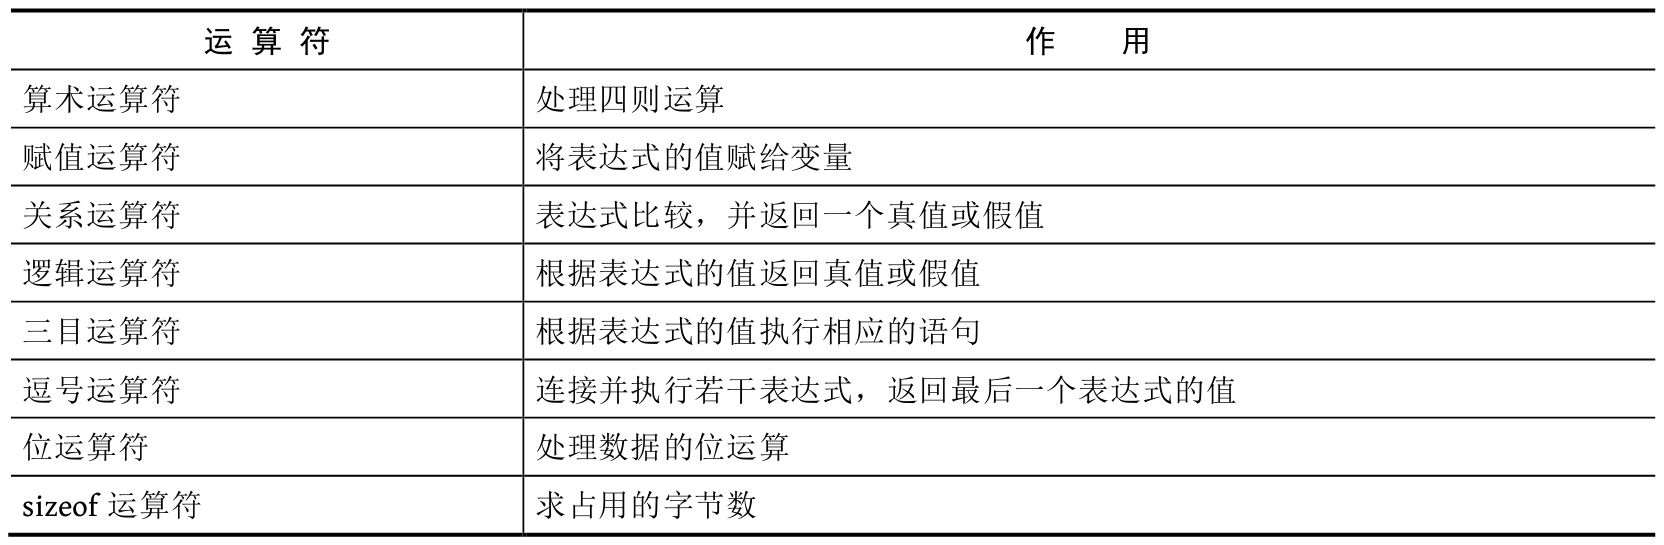 运 算 符 作 用
算术运算符 处理四则运算
赋值运算符 将表达式的值赋给变量
关系运算符 表达式比较，并返回一个真值或假值
逻辑运算符 根据表达式的值返回真值或假值
三目运算符 根据表达式的值执行相应的语句
逗号运算符 连接并执行若干表达式，返回最后一个表达式的值
位运算符 处理数据的位运算
sizeof 运算符 求占用的字节数